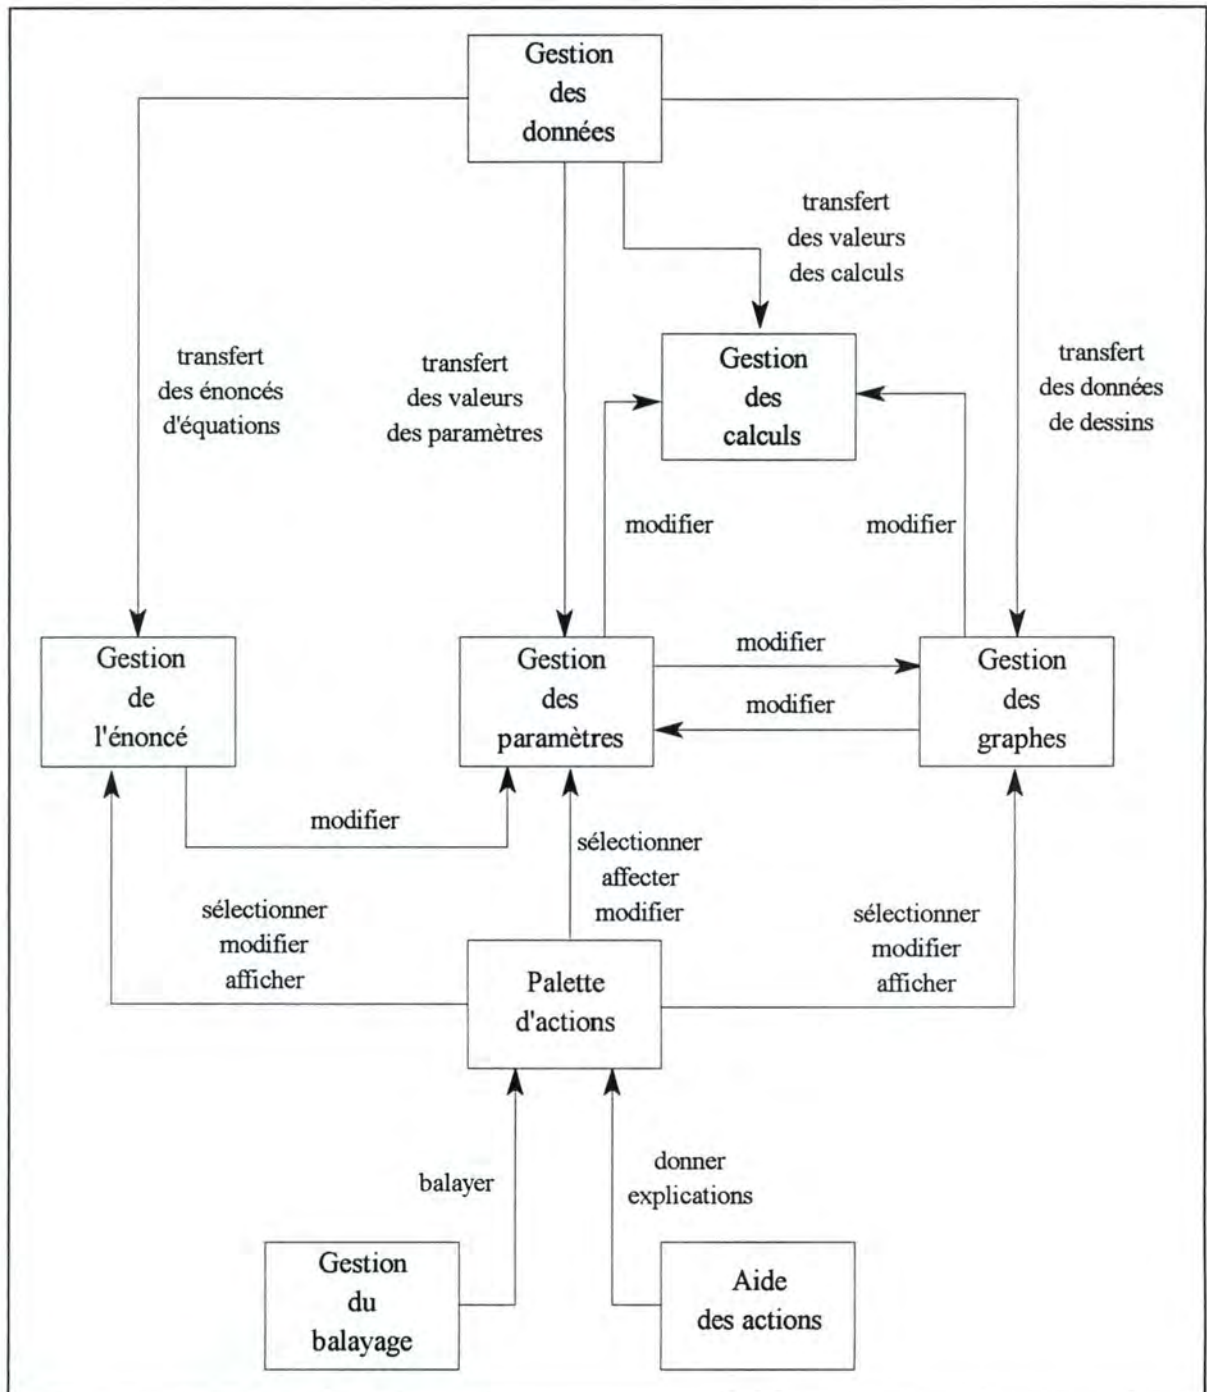 Gestion
des
données
transfert
des valeurs
des calculs
transfert
des énoncés
d'équations
transfert
des valeurs
des paramètres
Gestion
des
calculs
transfert
des données
de dessins
modifier
modifier
Gestion
de
l'énoncé
Gestion
des
paramètres
modifier
modifier
Gestion
des
graphes
modifier
sélectionner
affecter
modifier
sélectionner
modifier
afficher
sélectionner
modifier
afficher
Palette
d'actions
balayer
donner
explications
Gestion
du
balayage
Aide
des actions